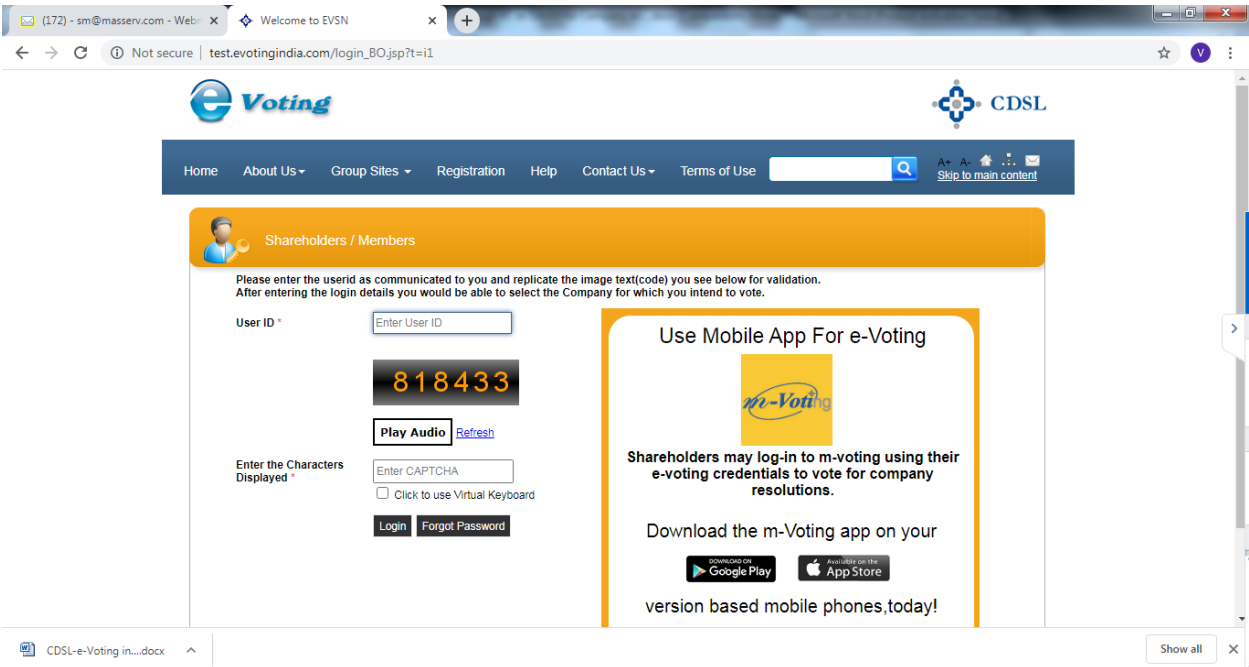 (172) - sm@masserv.com - Webm
Welcome to EVSN
Not secure | test.evotingindia.com/login_BO.jsp?t=i1
V
e Voting
CDSL
Home About Us Group Sites Registration Help Contact Us Terms of Use
A+ A-
Skip to main content
Shareholders / Members
Please enter the userid as communicated to you and replicate the image text(code) you see below for validation.
After entering the login details you would be able to select the Company for which you intend to vote.
User ID *
Enter User ID
818433
Play Audio Refresh
Enter the Characters
Displayed *
Enter CAPTCHA
Click to use Virtual Keyboard
Login Forgot Password
Use Mobile App For e-Voting
m-Voting
Shareholders may log-in to m-voting using their
e-voting credentials to vote for company
resolutions.
Download the m-Voting app on your
DOWNLOAD ON
Google Play
Available on the
App Store
version based mobile phones,today!
CDSL-e-Voting in....docx
Show all